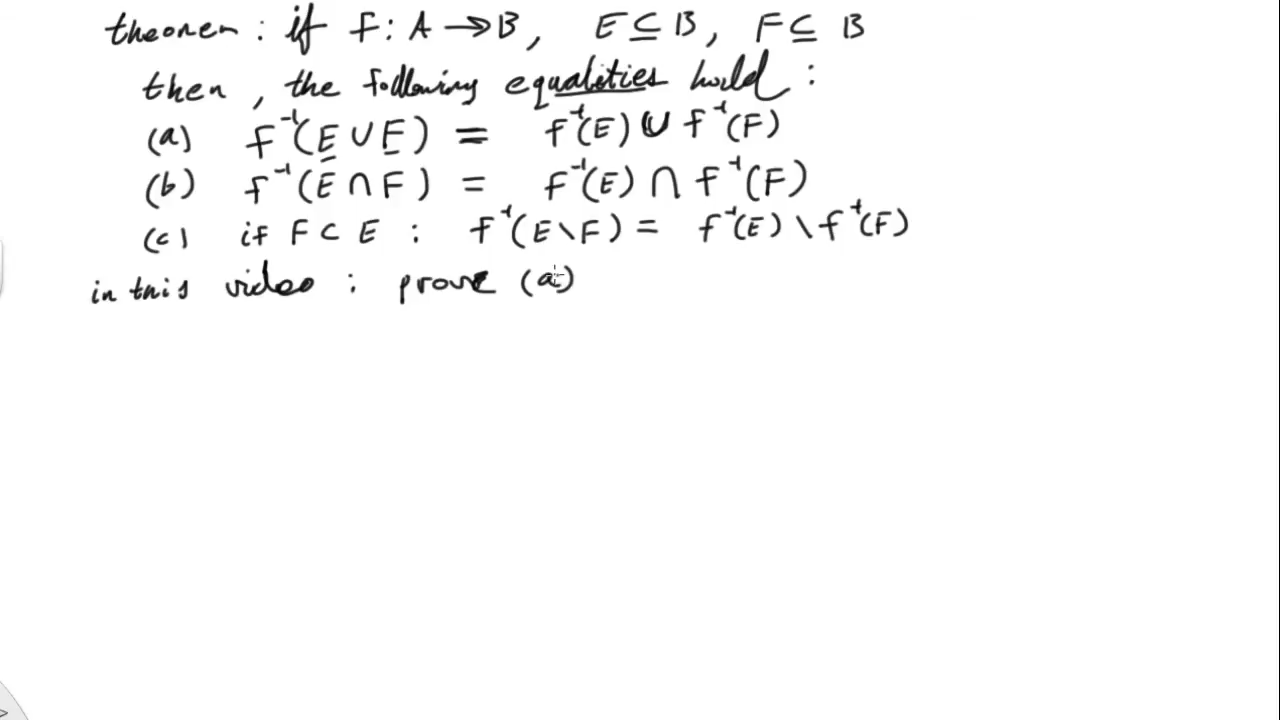 theorem : if f : A → B , E ⊆ B , F ⊆ B
then , the following equalities hold :
(a) f⁻¹(E ∪ F) = f⁻¹(E) ∪ f⁻¹(F)
(b) f⁻¹(E ∩ F) = f⁻¹(E) ∩ f⁻¹(F)
(c) if F ⊂ E : f⁻¹(E \ F) = f⁻¹(E) \ f⁻¹(F)
in this video : prove (a)